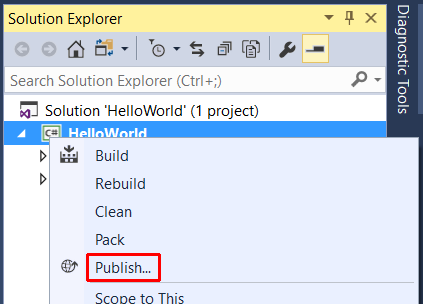 Solution Explorer
Search Solution Explorer (Ctrl+;)
Solution 'HelloWorld' (1 project)
C# HelloWorld
Build
Rebuild
Clean
Pack
Publish...
Scope to This
Diagnostic Tools